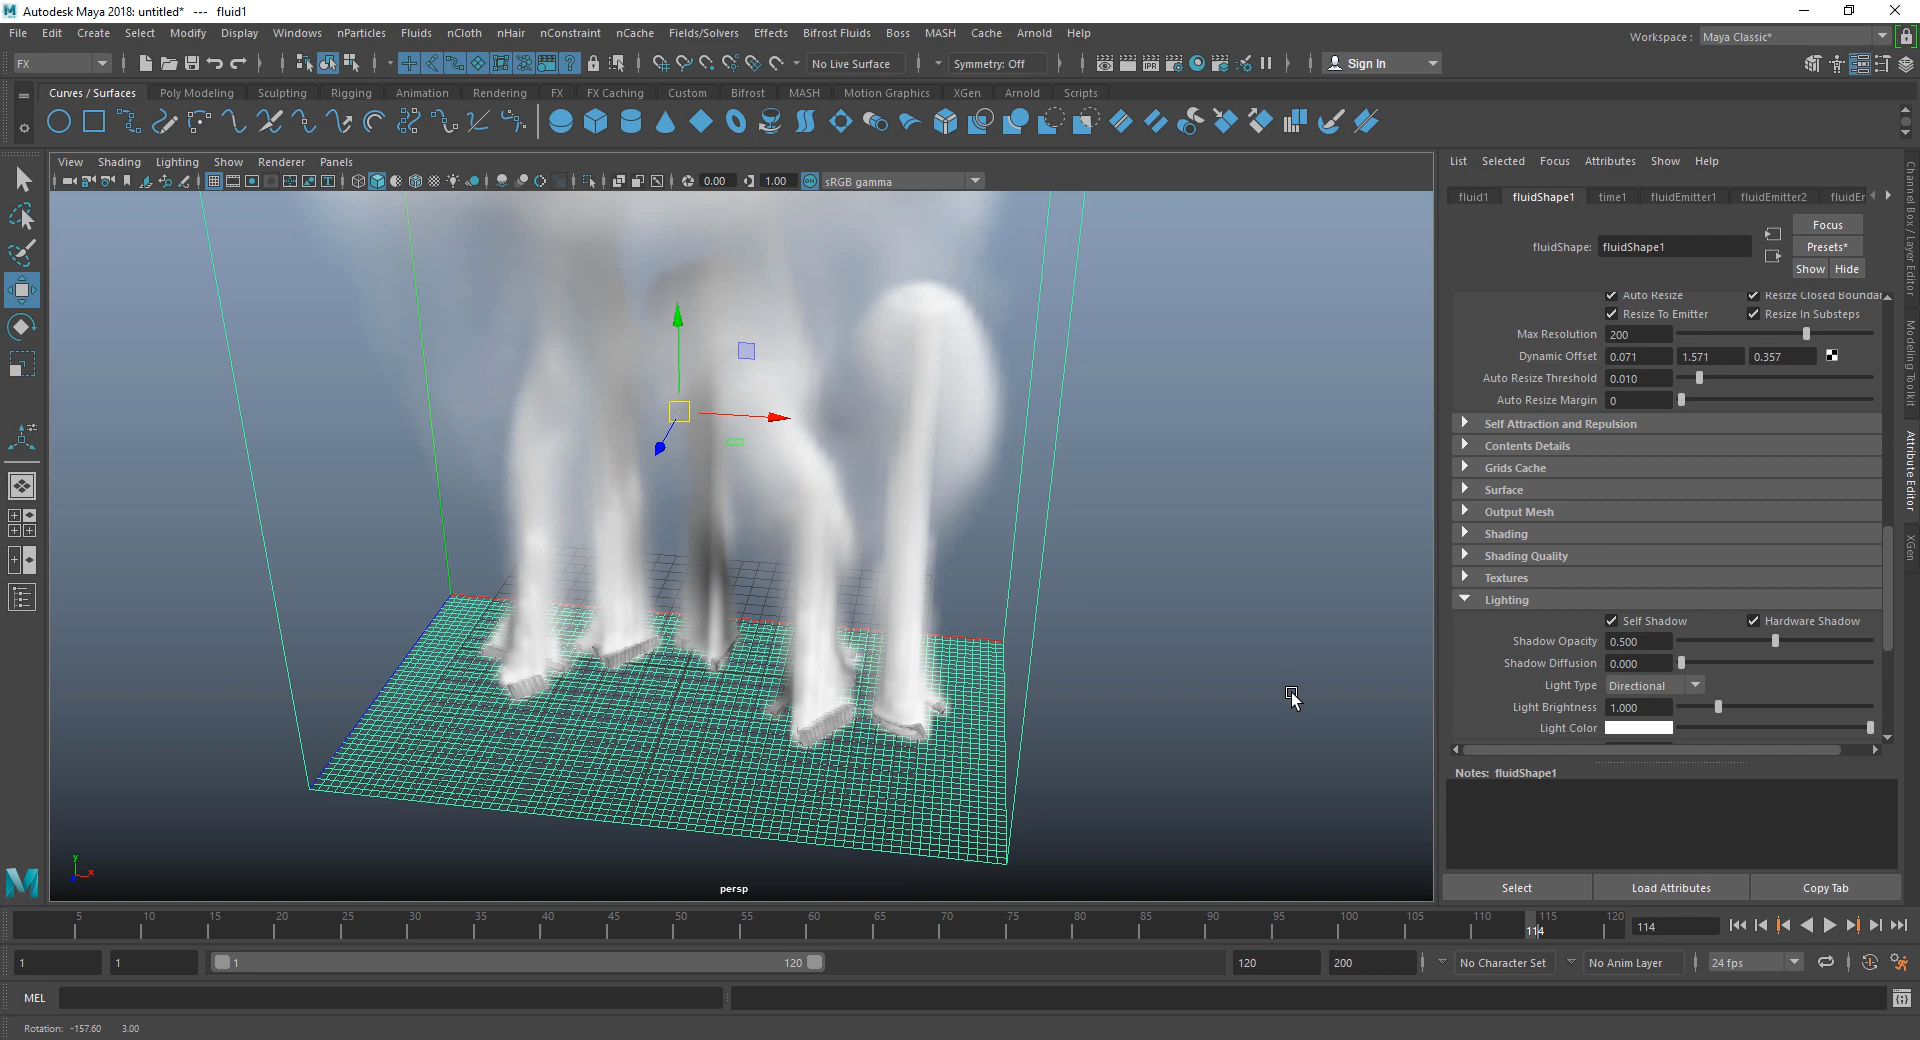 Autodesk Maya 2018: untitled* --- fluid1
File Edit Create Select Modify Display Windows nParticles Fluids nCloth nHair nConstraint nCache Fields/Solvers Effects Bifrost Fluids Boss MASH Cache Arnold Help
Workspace : Maya Classic*
FX No Live Surface Symmetry: Off Sign In
Curves / Surfaces Poly Modeling Sculpting Rigging Animation Rendering FX FX Caching Custom Bifrost MASH Motion Graphics XGen Arnold Scripts
View Shading Lighting Show Renderer Panels
0.00 1.00 sRGB gamma
persp
List Selected Focus Attributes Show Help
fluid1 fluidShape1 time1 fluidEmitter1 fluidEmitter2 fluidEr
fluidShape: fluidShape1
Focus
Presets*
Show Hide
Auto Resize Resize Closed Boundar
Resize To Emitter Resize In Substeps
Max Resolution 200
Dynamic Offset 0.071 1.571 0.357
Auto Resize Threshold 0.010
Auto Resize Margin 0
Self Attraction and Repulsion
Contents Details
Grids Cache
Surface
Output Mesh
Shading
Shading Quality
Textures
Lighting
Self Shadow Hardware Shadow
Shadow Opacity 0.500
Shadow Diffusion 0.000
Light Type Directional
Light Brightness 1.000
Light Color
Notes: fluidShape1
Select Load Attributes Copy Tab
Channel Box / Layer Editor
Modeling Toolkit
Attribute Editor
XGen
5 10 15 20 25 30 35 40 45 50 55 60 65 70 75 80 85 90 95 100 105 110 115 120
114
114
1 1 1 120 120 200 No Character Set No Anim Layer 24 fps
MEL
Rotation: -157.60 3.00